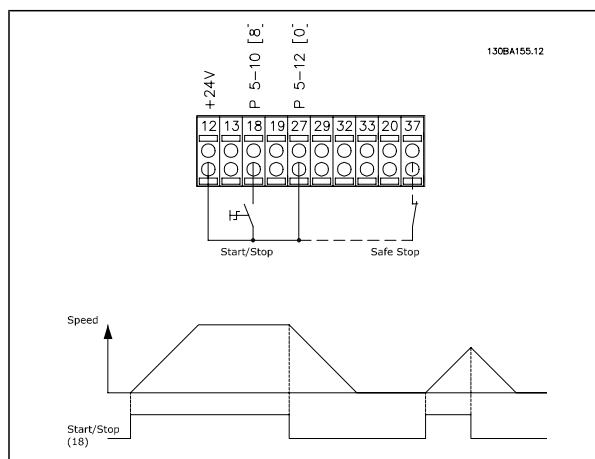 130BA155.12
+24V
P 5-10 [8]
P 5-12 [0]
12 13 18 19 27 29 32 33 20 37
Start/Stop
Safe Stop
Speed
Start/Stop
(18)